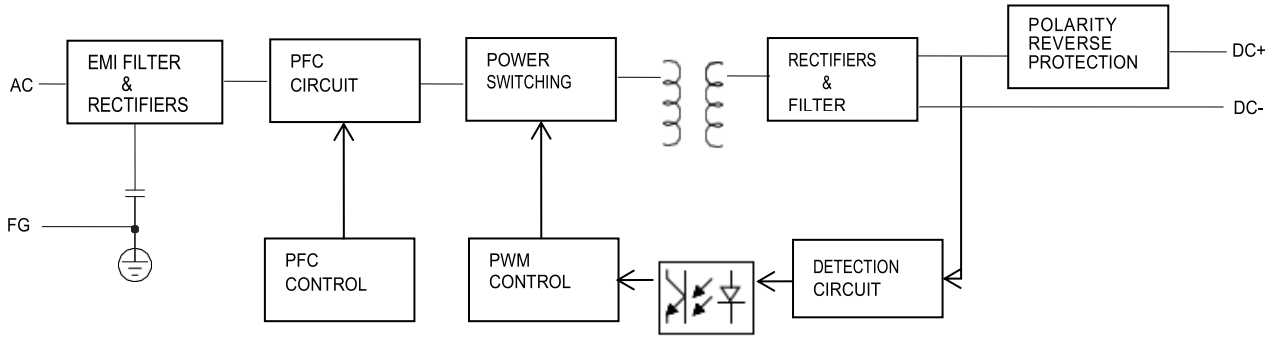 AC
EMI FILTER
&
RECTIFIERS
PFC
CIRCUIT
POWER
SWITCHING
RECTIFIERS
&
FILTER
POLARITY
REVERSE
PROTECTION
DC+
DC-
FG
PFC
CONTROL
PWM
CONTROL
DETECTION
CIRCUIT